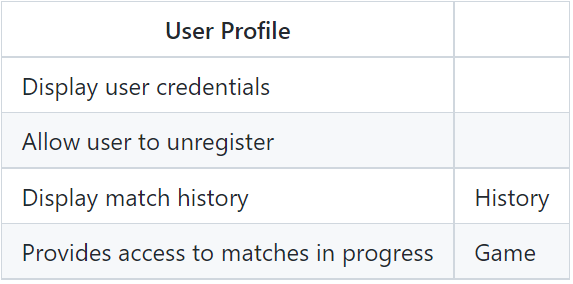 User Profile
Display user credentials
Allow user to unregister
Display match history History
Provides access to matches in progress Game